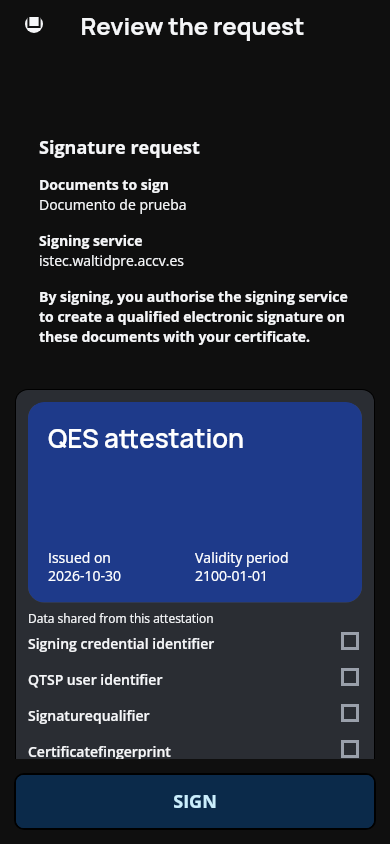 Review the request
Signature request
Documents to sign
Documento de prueba
Signing service
istec.waltidpre.accv.es
By signing, you authorise the signing service
to create a qualified electronic signature on
these documents with your certificate.
QES attestation
Issued on
2026-10-30
Validity period
2100-01-01
Data shared from this attestation
Signing credential identifier
QTSP user identifier
Signaturequalifier
Certificatefingerprint
SIGN